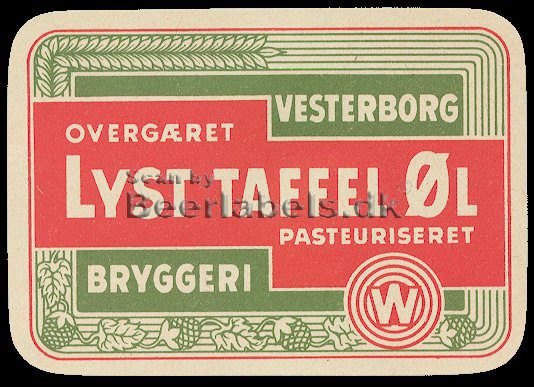 VESTERBORG
OVERGÆRET
LYST TAFFEL ØL
Scan by
Beerlabels.dk
PASTEURISERET
BRYGGERI
W